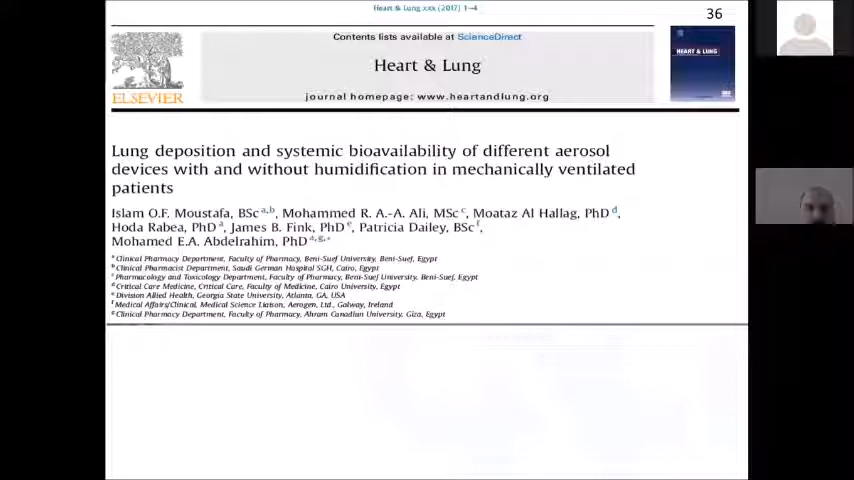 Heart & Lung xxx (2017) 1–4
36
Contents lists available at ScienceDirect
Heart & Lung
journal homepage: www.heartandlung.org
ELSEVIER
HEART & LUNG
Lung deposition and systemic bioavailability of different aerosol
devices with and without humidification in mechanically ventilated
patients
Islam O.F. Moustafa, BSc a,b, Mohammed R. A.-A. Ali, MSc c, Moataz Al Hallag, PhD d,
Hoda Rabea, PhD a, James B. Fink, PhD e, Patricia Dailey, BSc f,
Mohamed E.A. Abdelrahim, PhD a,g,*
a Clinical Pharmacy Department, Faculty of Pharmacy, Beni-Suef University, Beni-Suef, Egypt
b Clinical Pharmacist Department, Saudi German Hospital SGH, Cairo, Egypt
c Pharmacology and Toxicology Department, Faculty of Pharmacy, Beni-Suef University, Beni-Suef, Egypt
d Critical Care Medicine, Critical Care, Faculty of Medicine, Cairo University, Egypt
e Division Allied Health, Georgia State University, Atlanta, GA, USA
f Medical Affairs/Clinical, Medical Science Liaison, Aerogen, Ltd., Galway, Ireland
g Clinical Pharmacy Department, Faculty of Pharmacy, Ahram Canadian University, Giza, Egypt